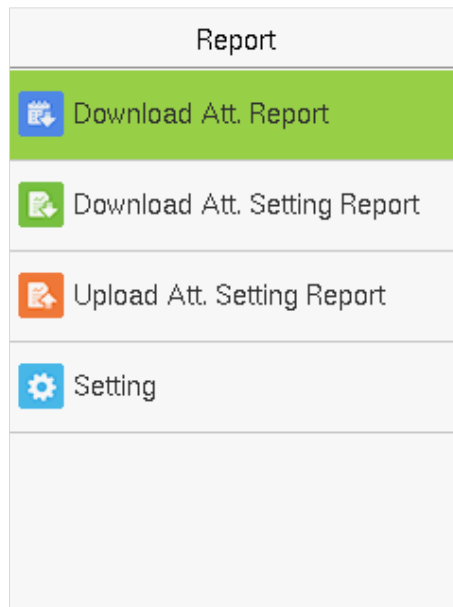 Report
Download Att. Report
Download Att. Setting Report
Upload Att. Setting Report
Setting